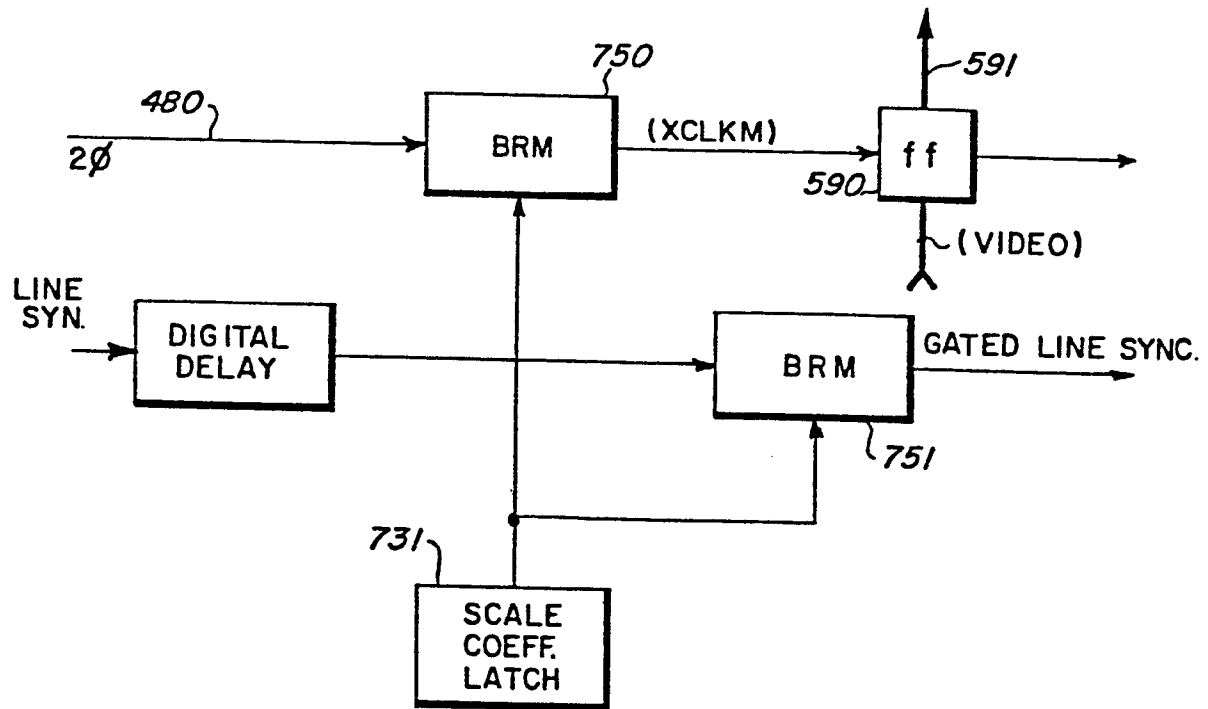 750
591
480
BRM
(XCLKM)
ff
2Ø
590
(VIDEO)
LINE
SYN.
DIGITAL
DELAY
BRM
GATED LINE SYNC.
751
731
SCALE
COEFF.
LATCH